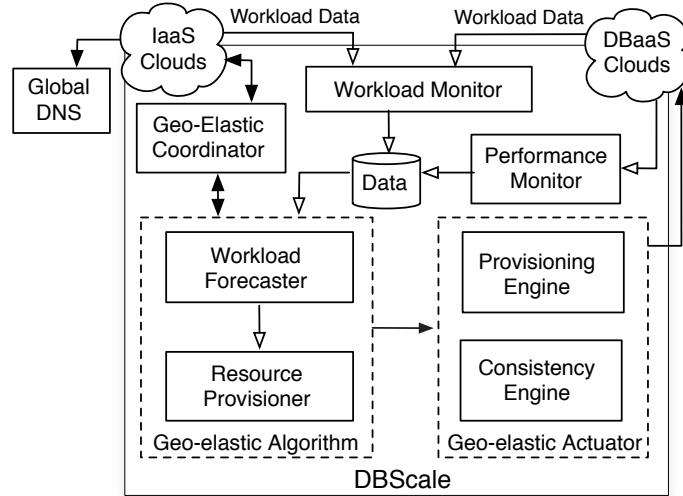 Workload Data
Workload Data
IaaS
Clouds
DBaaS
Clouds
Global
DNS
Workload Monitor
Geo-Elastic
Coordinator
Data
Performance
Monitor
Workload
Forecaster
Provisioning
Engine
Resource
Provisioner
Consistency
Engine
Geo-elastic Algorithm
Geo-elastic Actuator
DBScale